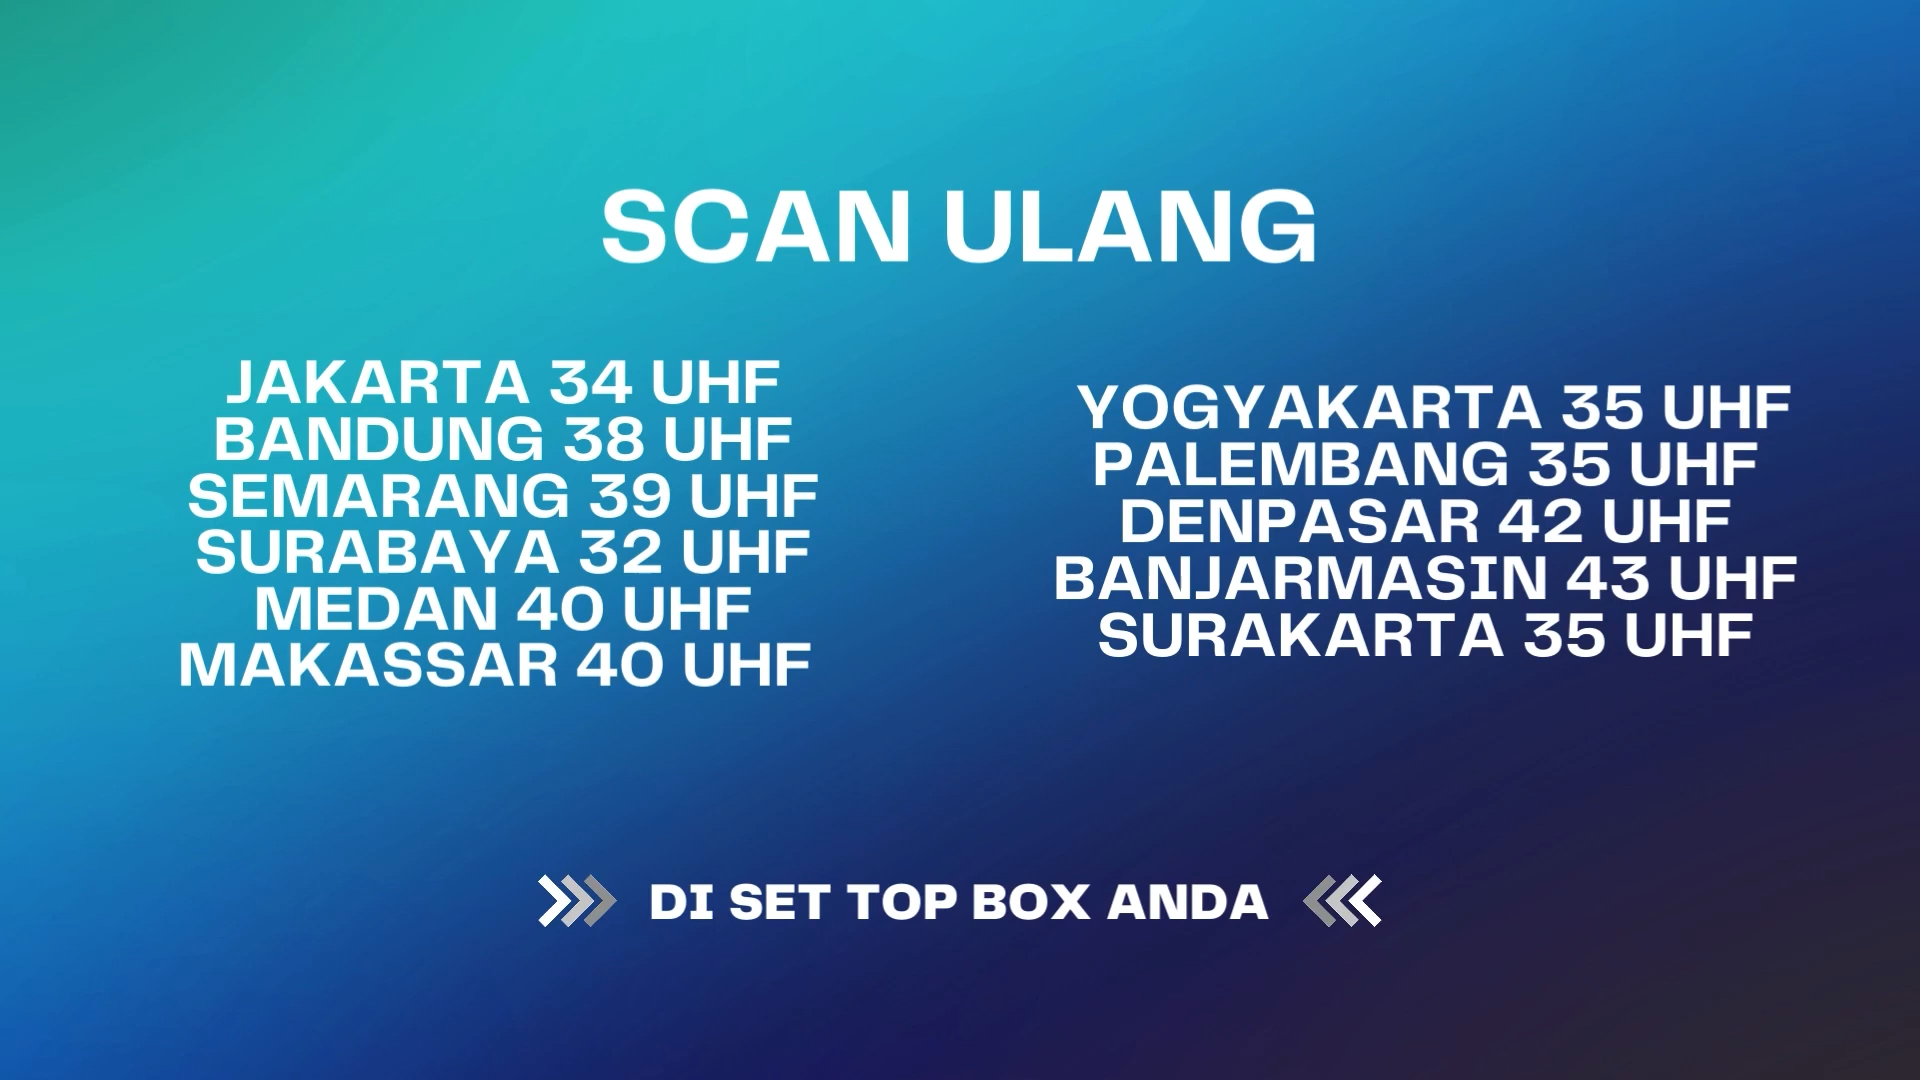 SCAN ULANG
JAKARTA 34 UHF
BANDUNG 38 UHF
SEMARANG 39 UHF
SURABAYA 32 UHF
MEDAN 40 UHF
MAKASSAR 40 UHF
YOGYAKARTA 35 UHF
PALEMBANG 35 UHF
DENPASAR 42 UHF
BANJARMASIN 43 UHF
SURAKARTA 35 UHF
DI SET TOP BOX ANDA